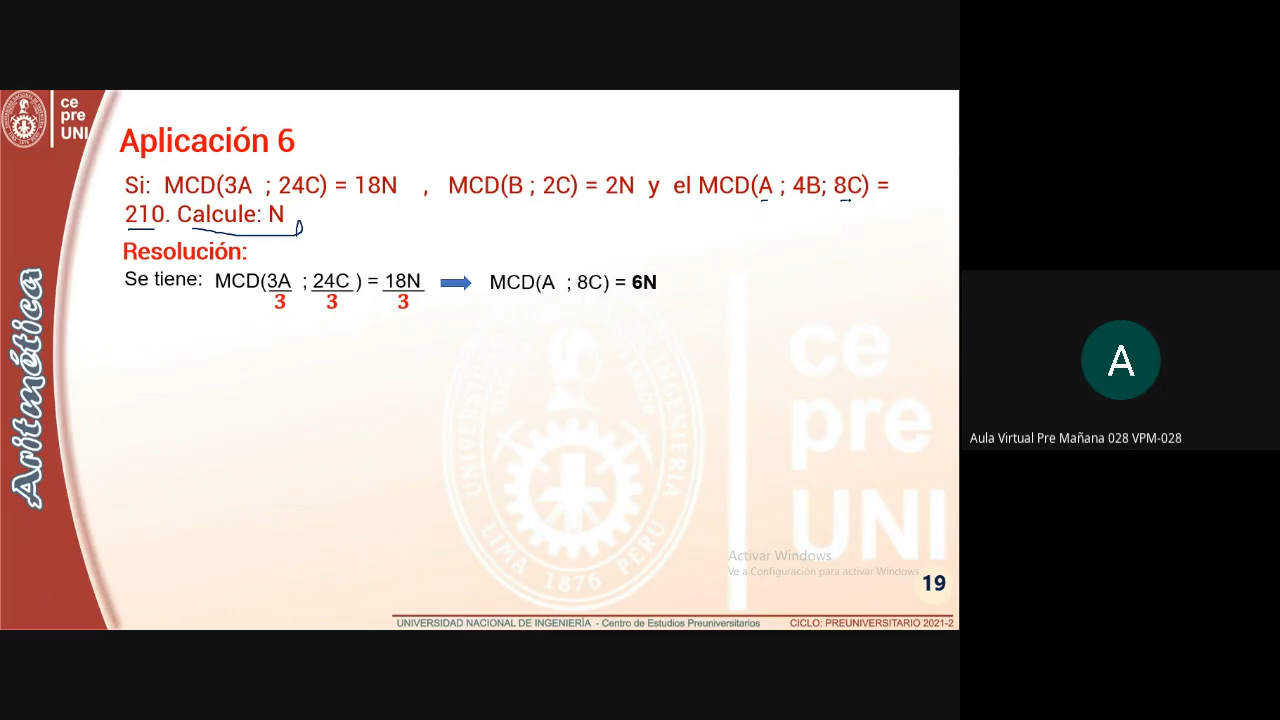 ce
pre
UNI
Aplicación 6
Si: MCD(3A ; 24C) = 18N , MCD(B ; 2C) = 2N y el MCD(A ; 4B; 8C) =
210. Calcule: N
Resolución:
Se tiene: MCD(3A ; 24C ) = 18N MCD(A ; 8C) = 6N
3 3 3
Aritmética
ce
pre
UNI
LIMA 1876 PERU
Activar Windows
Ve a Configuración para activar Windows.
19
UNIVERSIDAD NACIONAL DE INGENIERÍA - Centro de Estudios Preuniversitarios CICLO: PREUNIVERSITARIO 2021-2
A
Aula Virtual Pre Mañana 028 VPM-028